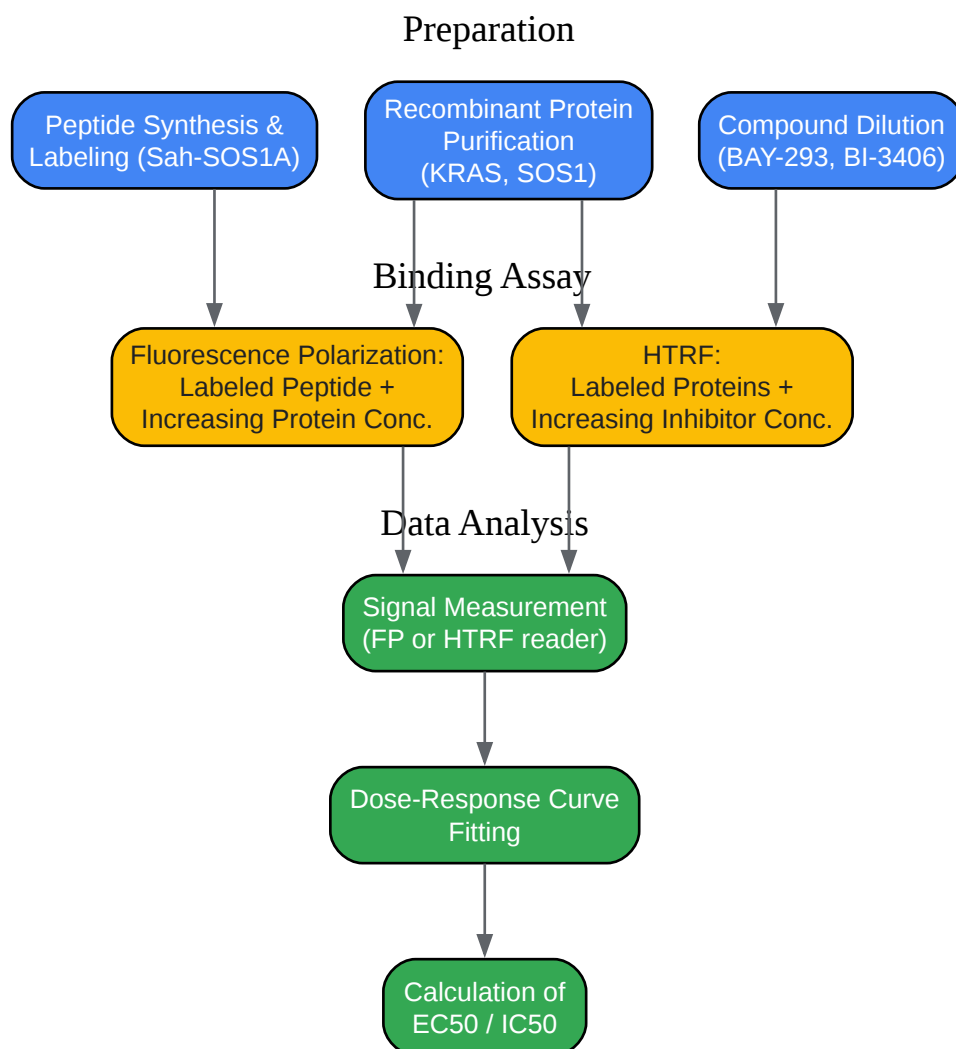 Preparation
Peptide Synthesis &
Labeling (Sah-SOS1A)
Recombinant Protein
Purification
(KRAS, SOS1)
Compound Dilution
(BAY-293, BI-3406)
Binding Assay
Fluorescence Polarization:
Labeled Peptide +
Increasing Protein Conc.
HTRF:
Labeled Proteins +
Increasing Inhibitor Conc.
Data Analysis
Signal Measurement
(FP or HTRF reader)
Dose-Response Curve
Fitting
Calculation of
EC50 / IC50